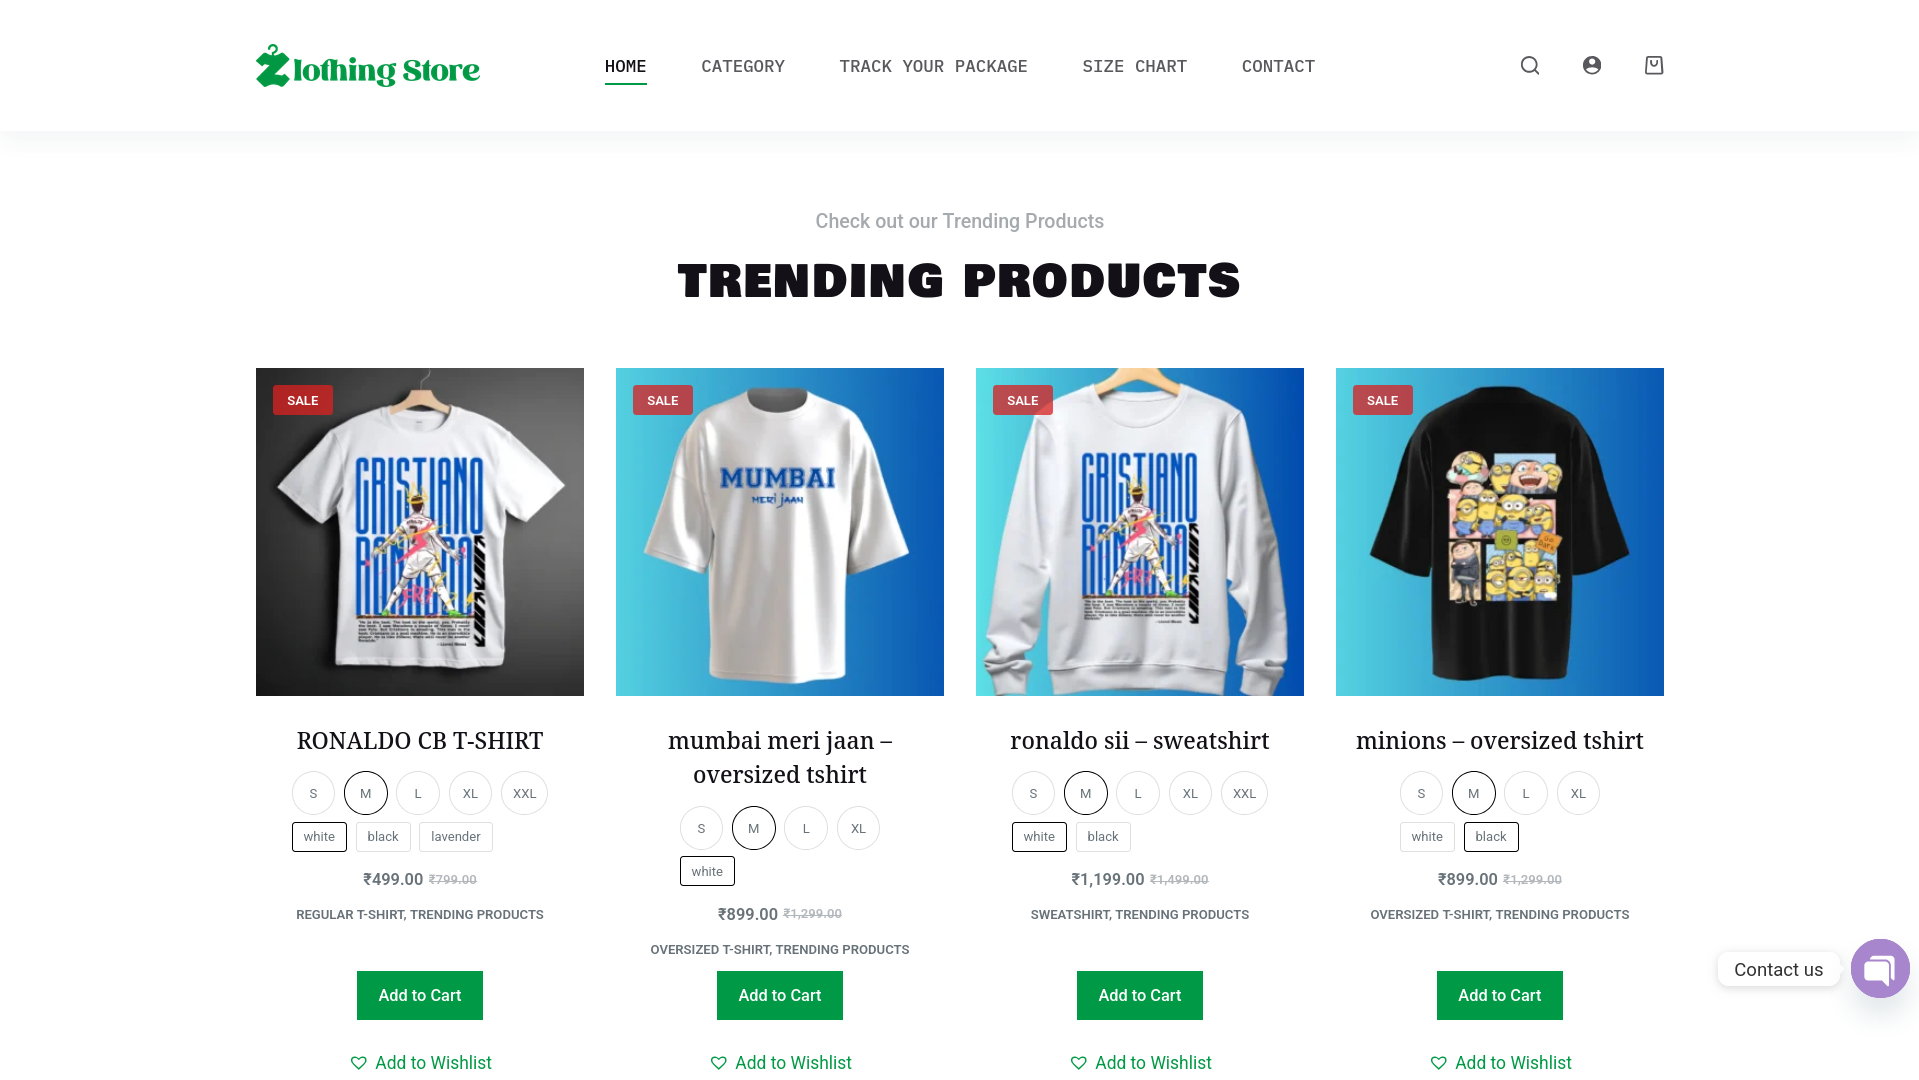 Zlothing Store
HOME
CATEGORY
TRACK YOUR PACKAGE
SIZE CHART
CONTACT
Check out our Trending Products
TRENDING PRODUCTS
SALE
CRISTIANO
RONALDO
SALE
MUMBAI
MERI JAAN
SALE
CRISTIANO
RONALDO
SALE
RONALDO CB T-SHIRT
S M L XL XXL
white black lavender
₹499.00 ₹799.00
REGULAR T-SHIRT, TRENDING PRODUCTS
Add to Cart
Add to Wishlist
mumbai meri jaan –
oversized tshirt
S M L XL
white
₹899.00 ₹1,299.00
OVERSIZED T-SHIRT, TRENDING PRODUCTS
Add to Cart
Add to Wishlist
ronaldo sii – sweatshirt
S M L XL XXL
white black
₹1,199.00 ₹1,499.00
SWEATSHIRT, TRENDING PRODUCTS
Add to Cart
Add to Wishlist
minions – oversized tshirt
S M L XL
white black
₹899.00 ₹1,299.00
OVERSIZED T-SHIRT, TRENDING PRODUCTS
Add to Cart
Add to Wishlist
Contact us